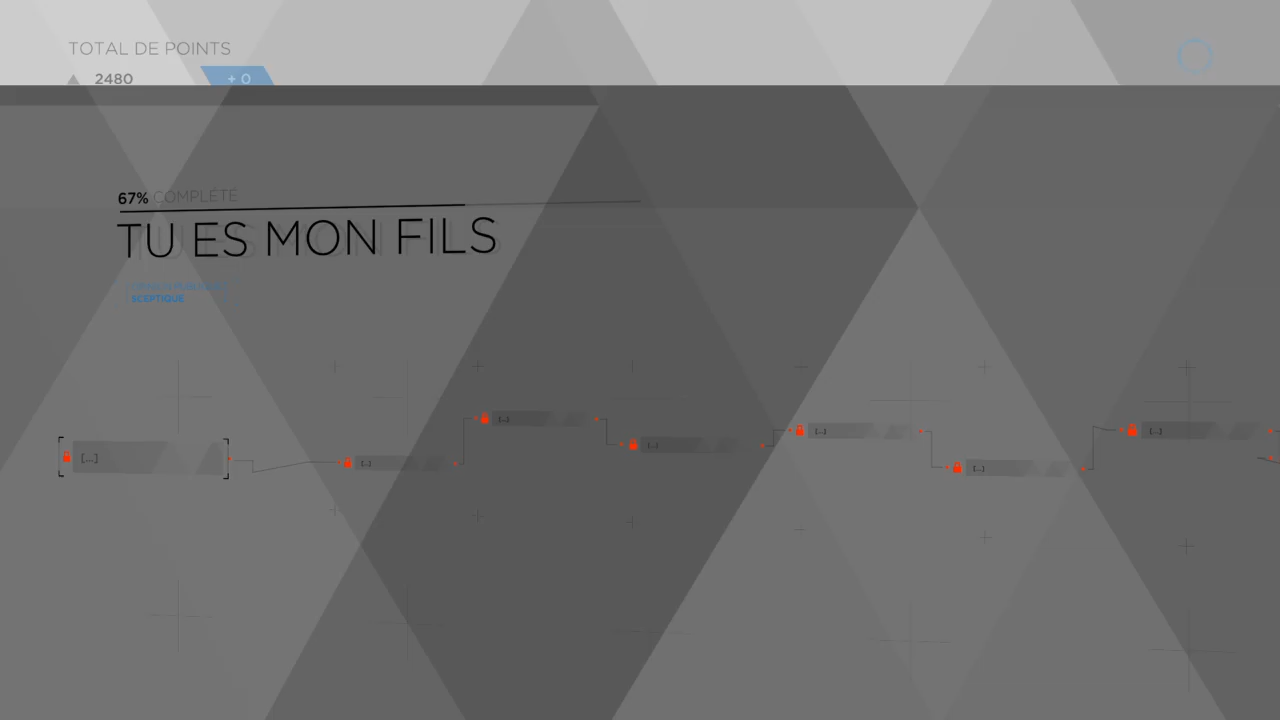 TOTAL DE POINTS
2480
+ 0
67% COMPLÉTÉ
TU ES MON FILS
SCEPTIQUE
[...]
[...]
[...]
[...]
[...]
[...]
[...]